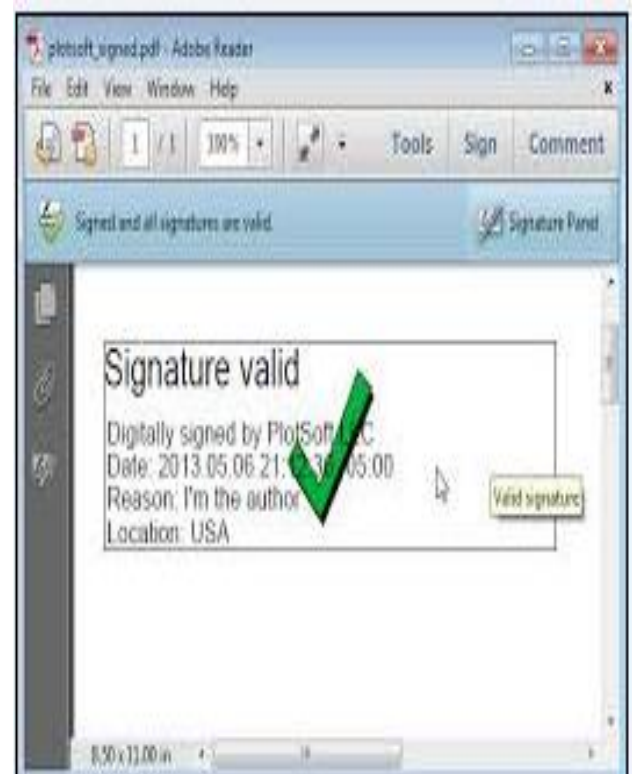 plotsoft_signed.pdf - Adobe Reader
File Edit View Window Help
x
1 / 1 100% Tools Sign Comment
Signed and all signatures are valid. Signature Panel
Signature valid
Digitally signed by PlotSoft
Date: 2013.05.06 05:00
Reason: I'm the author
Location: USA
Valid signature
8.50 x 11.00 in